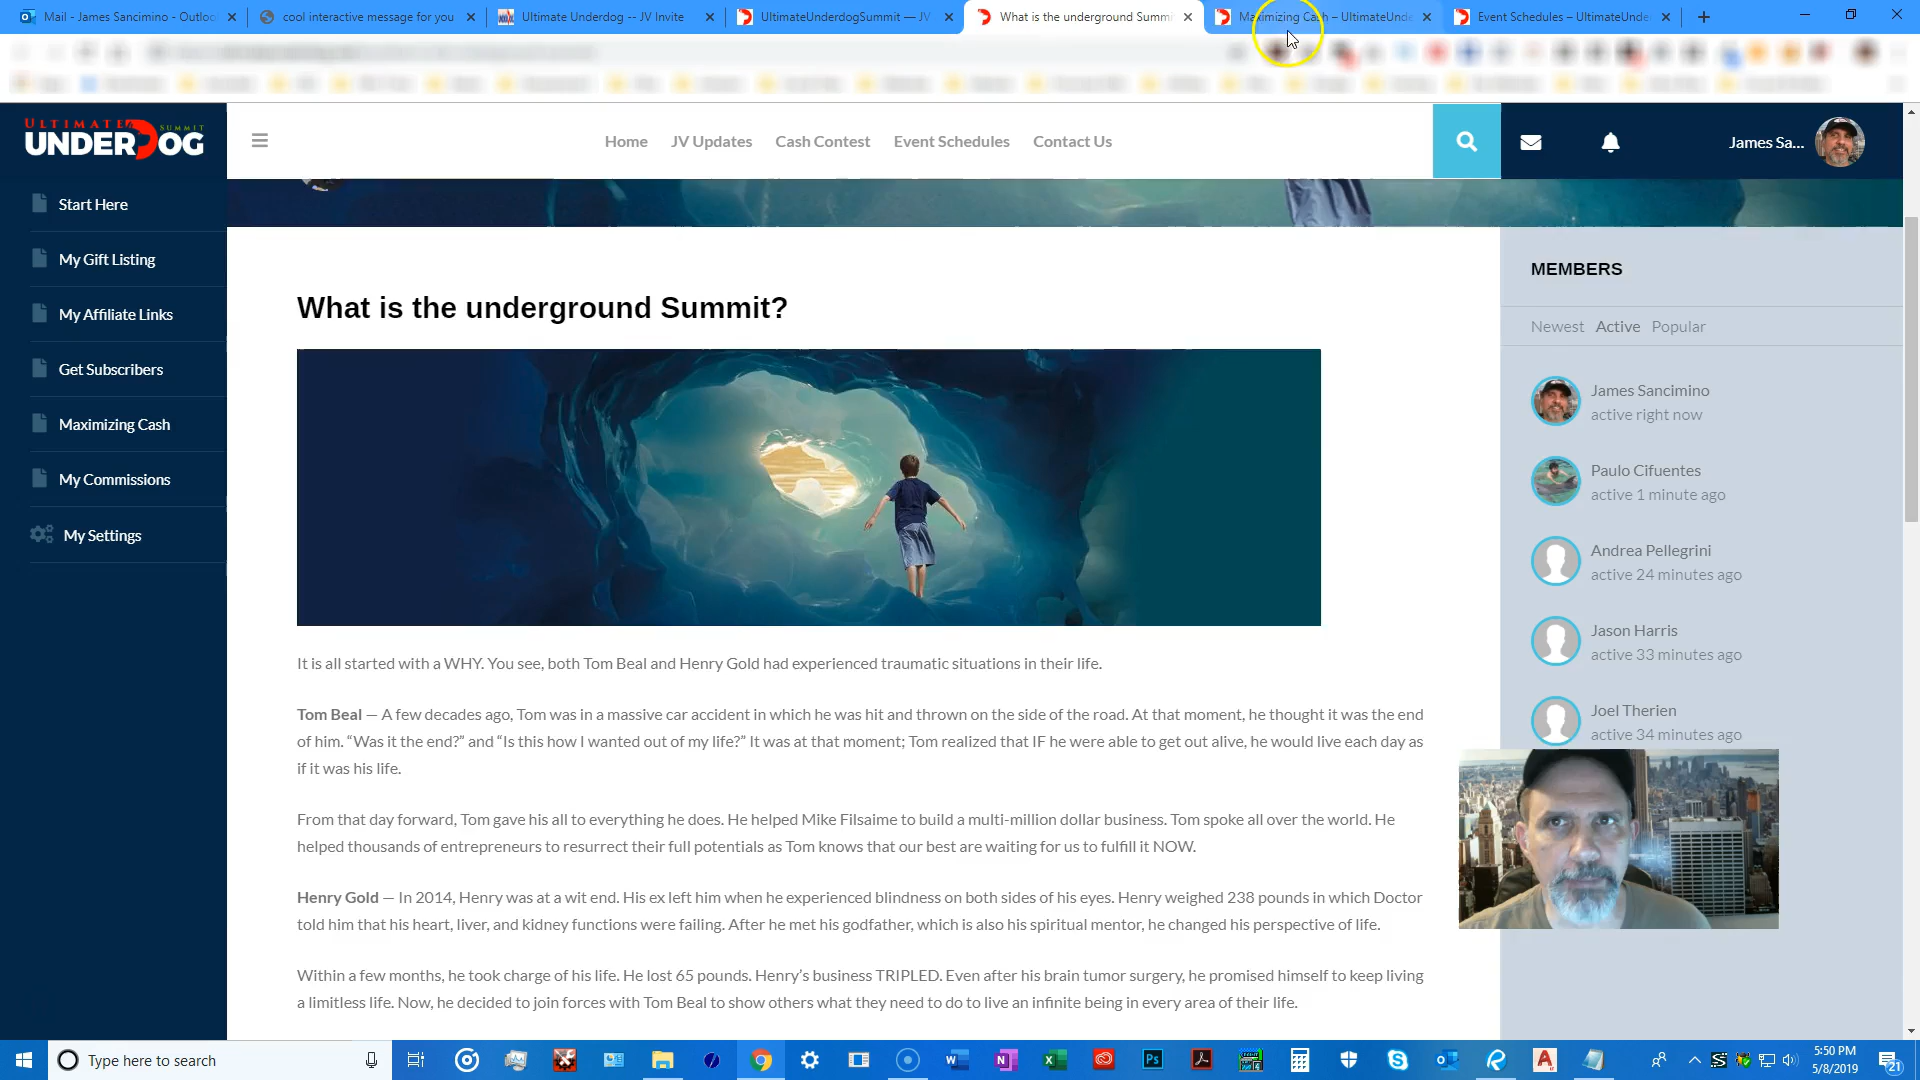 Mail - James Sancimino - Outloo
cool interactive message for you
Ultimate Underdog -- JV Invite
UltimateUnderdogSummit — JV
What is the underground Summi
Maximizing Cash – UltimateUnde
Event Schedules – UltimateUnde
ULTIMATE SUMMIT
UNDERDOG
Home
JV Updates
Cash Contest
Event Schedules
Contact Us
James Sa...
Start Here
My Gift Listing
My Affiliate Links
Get Subscribers
Maximizing Cash
My Commissions
My Settings
What is the underground Summit?
It is all started with a WHY. You see, both Tom Beal and Henry Gold had experienced traumatic situations in their life.
Tom Beal — A few decades ago, Tom was in a massive car accident in which he was hit and thrown on the side of the road. At that moment, he thought it was the end
of him. “Was it the end?” and “Is this how I wanted out of my life?” It was at that moment; Tom realized that IF he were able to get out alive, he would live each day as
if it was his life.
From that day forward, Tom gave his all to everything he does. He helped Mike Filsaime to build a multi-million dollar business. Tom spoke all over the world. He
helped thousands of entrepreneurs to resurrect their full potentials as Tom knows that our best are waiting for us to fulfill it NOW.
Henry Gold — In 2014, Henry was at a wit end. His ex left him when he experienced blindness on both sides of his eyes. Henry weighed 238 pounds in which Doctor
told him that his heart, liver, and kidney functions were failing. After he met his godfather, which is also his spiritual mentor, he changed his perspective of life.
Within a few months, he took charge of his life. He lost 65 pounds. Henry’s business TRIPLED. Even after his brain tumor surgery, he promised himself to keep living
a limitless life. Now, he decided to join forces with Tom Beal to show others what they need to do to live an infinite being in every area of their life.
MEMBERS
Newest Active Popular
James Sancimino
active right now
Paulo Cifuentes
active 1 minute ago
Andrea Pellegrini
active 24 minutes ago
Jason Harris
active 33 minutes ago
Joel Therien
active 34 minutes ago
Type here to search
5:50 PM
5/8/2019
21